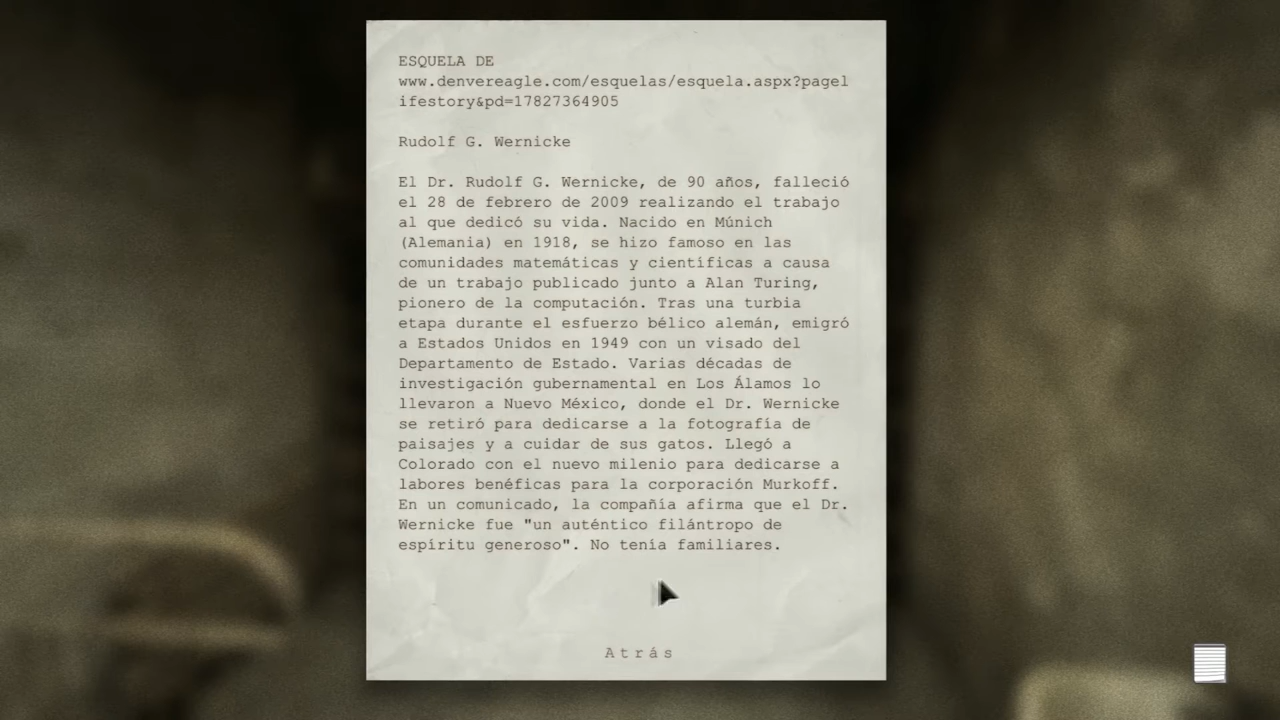 ESQUELA DE
www.denvereagle.com/esquelas/esquela.aspx?pagel
ifestory&pd=17827364905
Rudolf G. Wernicke
El Dr. Rudolf G. Wernicke, de 90 años, falleció
el 28 de febrero de 2009 realizando el trabajo
al que dedicó su vida. Nacido en Múnich
(Alemania) en 1918, se hizo famoso en las
comunidades matemáticas y científicas a causa
de un trabajo publicado junto a Alan Turing,
pionero de la computación. Tras una turbia
etapa durante el esfuerzo bélico alemán, emigró
a Estados Unidos en 1949 con un visado del
Departamento de Estado. Varias décadas de
investigación gubernamental en Los Álamos lo
llevaron a Nuevo México, donde el Dr. Wernicke
se retiró para dedicarse a la fotografía de
paisajes y a cuidar de sus gatos. Llegó a
Colorado con el nuevo milenio para dedicarse a
labores benéficas para la corporación Murkoff.
En un comunicado, la compañía afirma que el Dr.
Wernicke fue "un auténtico filántropo de
espíritu generoso". No tenía familiares.
Atrás